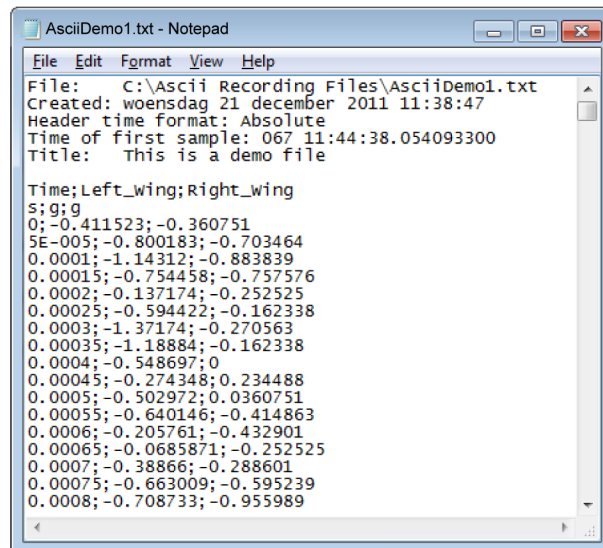 AsciiDemo1.txt - Notepad
File Edit Format View Help
File: C:\Ascii Recording Files\AsciiDemo1.txt
Created: woensdag 21 december 2011 11:38:47
Header time format: Absolute
Time of first sample: 067 11:44:38.054093300
Title: This is a demo file
Time;Left_Wing;Right_Wing
s;g;g
0;-0.411523;-0.360751
5E-005;-0.800183;-0.703464
0.0001;-1.14312;-0.883839
0.00015;-0.754458;-0.757576
0.0002;-0.137174;-0.252525
0.00025;-0.594422;-0.162338
0.0003;-1.37174;-0.270563
0.00035;-1.18884;-0.162338
0.0004;-0.548697;0
0.00045;-0.274348;0.234488
0.0005;-0.502972;0.0360751
0.00055;-0.640146;-0.414863
0.0006;-0.205761;-0.432901
0.00065;-0.0685871;-0.252525
0.0007;-0.38866;-0.288601
0.00075;-0.663009;-0.595239
0.0008;-0.708733;-0.955989